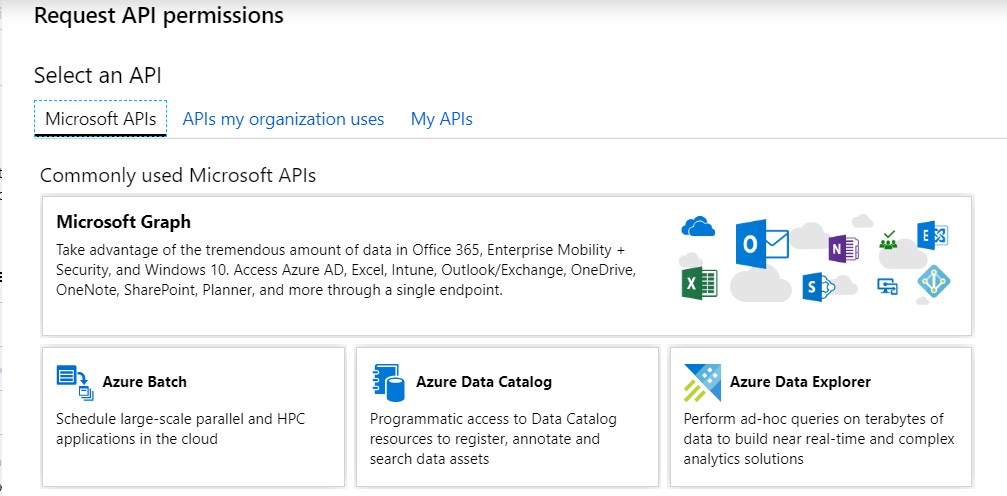 Request API permissions
Select an API
Microsoft APIs APIs my organization uses My APIs
Commonly used Microsoft APIs
Microsoft Graph
Take advantage of the tremendous amount of data in Office 365, Enterprise Mobility +
Security, and Windows 10. Access Azure AD, Excel, Intune, Outlook/Exchange, OneDrive,
OneNote, SharePoint, Planner, and more through a single endpoint.
Azure Batch
Schedule large-scale parallel and HPC
applications in the cloud
Azure Data Catalog
Programmatic access to Data Catalog
resources to register, annotate and
search data assets
Azure Data Explorer
Perform ad-hoc queries on terabytes of
data to build near real-time and complex
analytics solutions